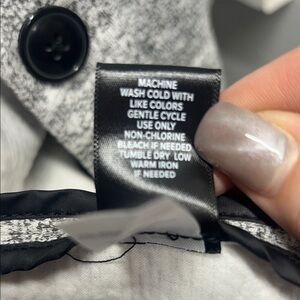 MACHINE
WASH COLD WITH
LIKE COLORS
GENTLE CYCLE
USE ONLY
NON-CHLORINE
BLEACH IF NEEDED
TUMBLE DRY LOW
WARM IRON
IF NEEDED